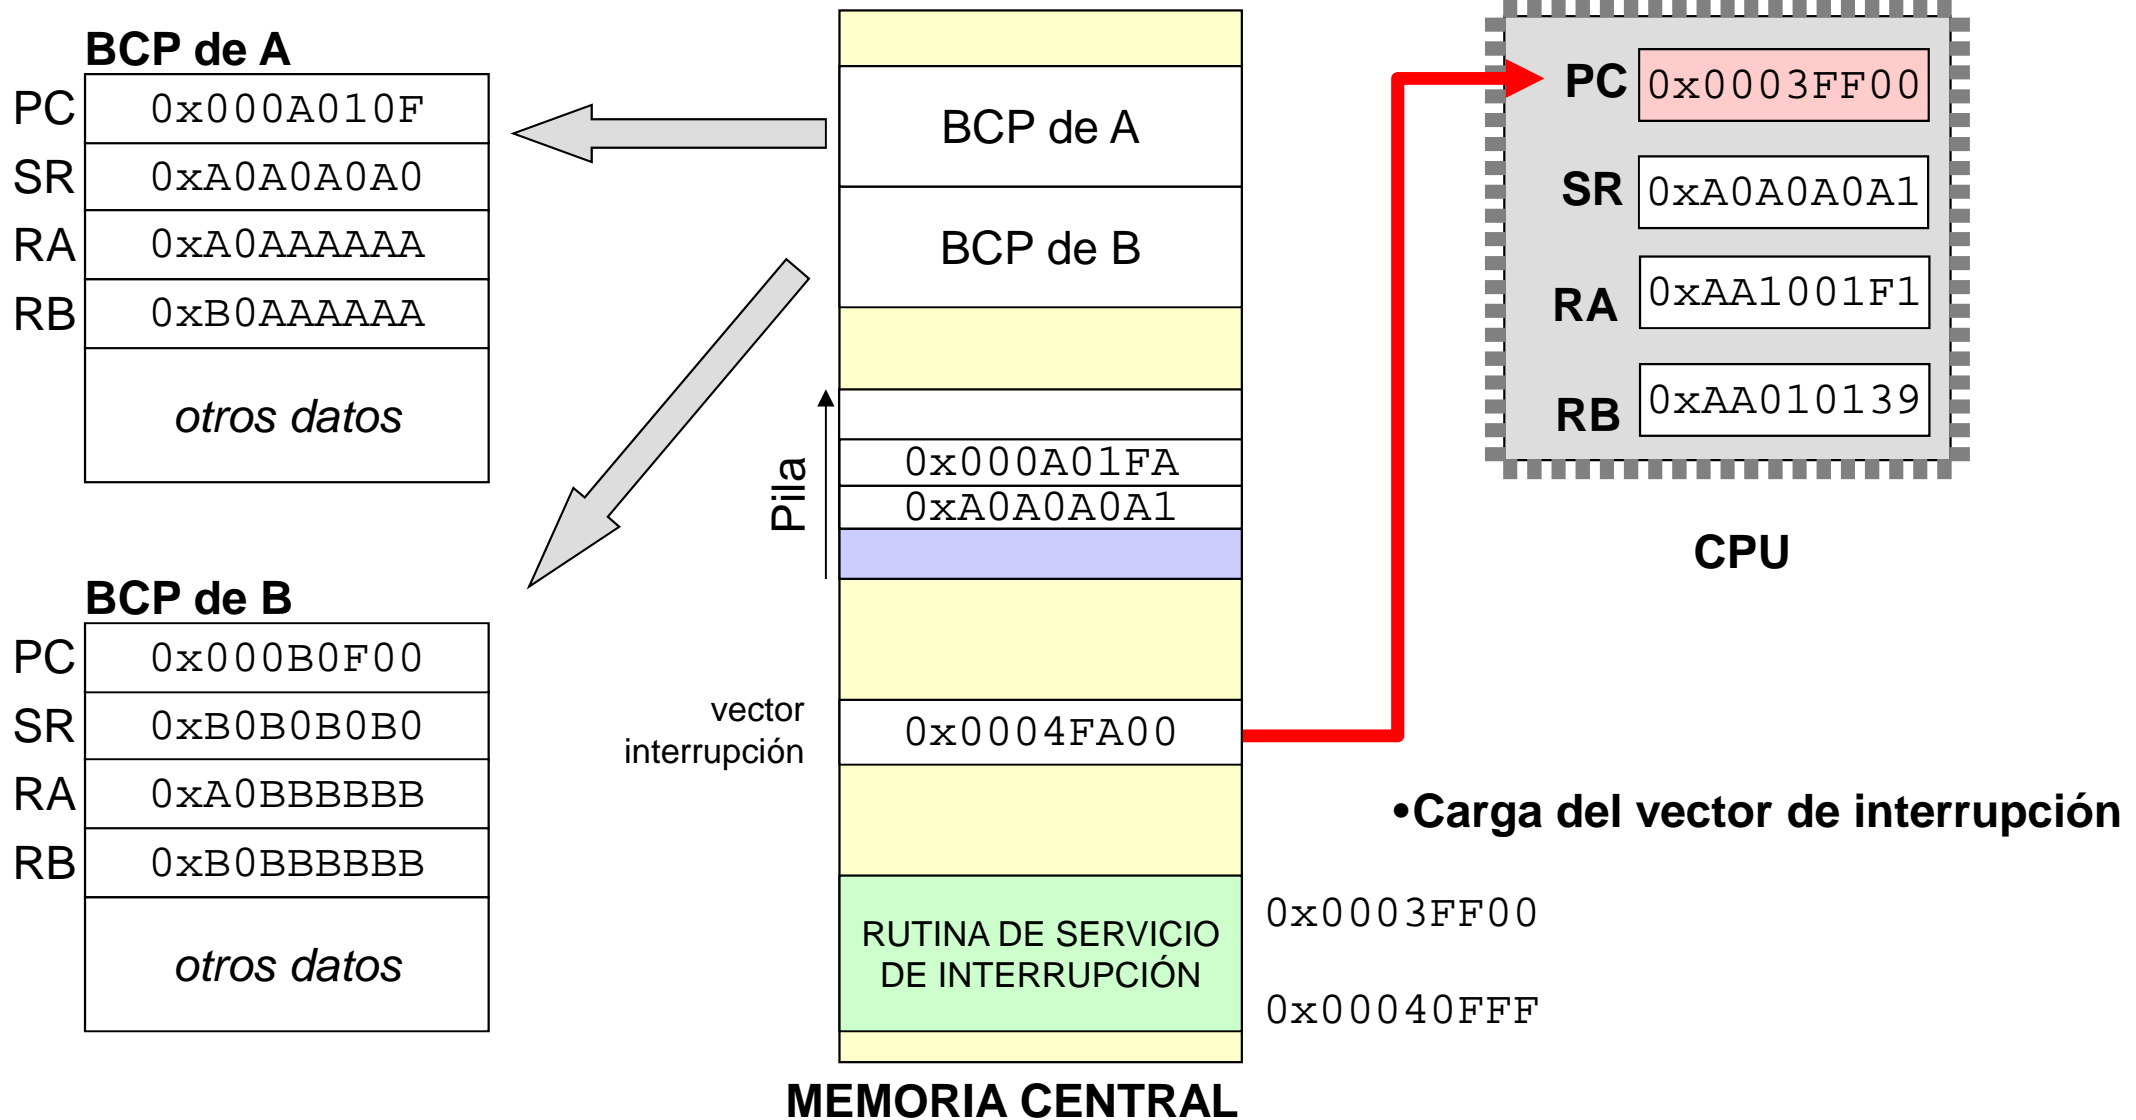 BCP de A
PC 0x000A010F
SR 0xA0A0A0A0
RA 0xA0AAAAAA
RB 0xB0AAAAAA
otros datos
BCP de B
PC 0x000B0F00
SR 0xB0B0B0B0
RA 0xA0BBBBBB
RB 0xB0BBBBBB
otros datos
BCP de A
BCP de B
Pila
0x000A01FA
0xA0A0A0A1
vector
interrupción
0x0004FA00
RUTINA DE SERVICIO
DE INTERRUPCIÓN
0x0003FF00
0x00040FFF
MEMORIA CENTRAL
PC 0x0003FF00
SR 0xA0A0A0A1
RA 0xAA1001F1
RB 0xAA010139
CPU
•Carga del vector de interrupción